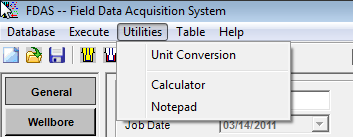 FDAS -- Field Data Acquisition System
Database Execute Utilities Table Help
Unit Conversion
General
Calculator
Notepad
Wellbore
Job Date 03/14/2011